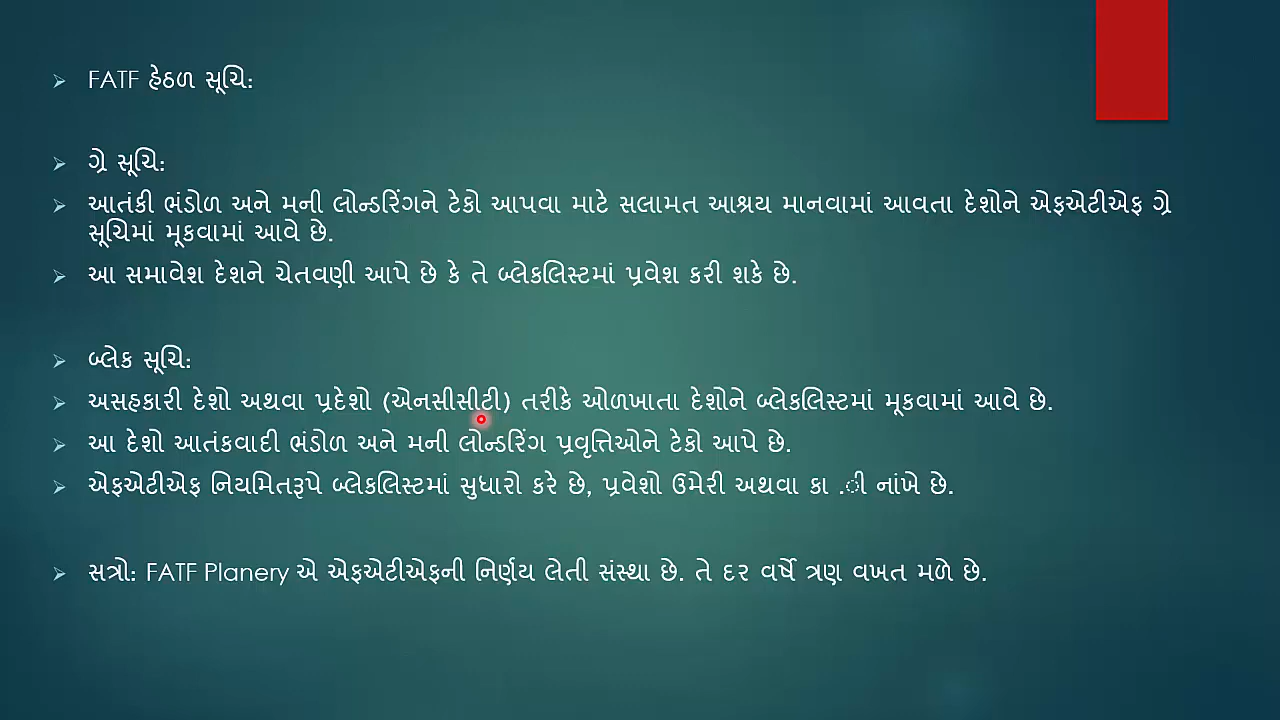 FATF હેઠળ સૂચિ:
ગ્રે સૂચિ:
આતંકી ભંડોળ અને મની લોન્ડરિંગને ટેકો આપવા માટે સલામત આશ્રય માનવામાં આવતા દેશોને એફએટીએફ ગ્રે
સૂચિમાં મૂકવામાં આવે છે.
આ સમાવેશ દેશને ચેતવણી આપે છે કે તે બ્લેકલિસ્ટમાં પ્રવેશ કરી શકે છે.
બ્લેક સૂચિ:
અસહકારી દેશો અથવા પ્રદેશો (એનસીસીટી) તરીકે ઓળખાતા દેશોને બ્લેકલિસ્ટમાં મૂકવામાં આવે છે.
આ દેશો આતંકવાદી ભંડોળ અને મની લોન્ડરિંગ પ્રવૃત્તિઓને ટેકો આપે છે.
એફએટીએફ નિયમિતરૂપે બ્લેકલિસ્ટમાં સુધારો કરે છે, પ્રવેશો ઉમેરી અથવા કા .ી નાંખે છે.
સત્રો: FATF Planery એ એફએટીએફની નિર્ણય લેતી સંસ્થા છે. તે દર વર્ષે ત્રણ વખત મળે છે.